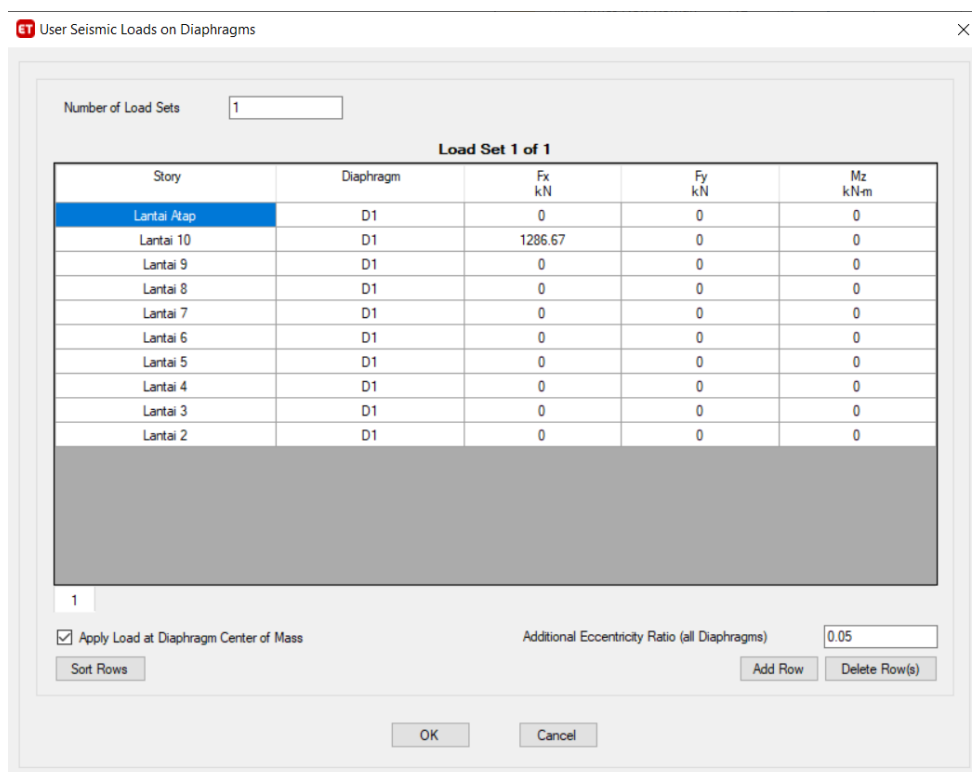 ET User Seismic Loads on Diaphragms
Number of Load Sets 1
Load Set 1 of 1
Story Diaphragm Fx Fy Mz
kN kN kN-m
Lantai Atap D1 0 0 0
Lantai 10 D1 1286.67 0 0
Lantai 9 D1 0 0 0
Lantai 8 D1 0 0 0
Lantai 7 D1 0 0 0
Lantai 6 D1 0 0 0
Lantai 5 D1 0 0 0
Lantai 4 D1 0 0 0
Lantai 3 D1 0 0 0
Lantai 2 D1 0 0 0
1
Apply Load at Diaphragm Center of Mass Additional Eccentricity Ratio (all Diaphragms) 0.05
Sort Rows Add Row Delete Row(s)
OK Cancel